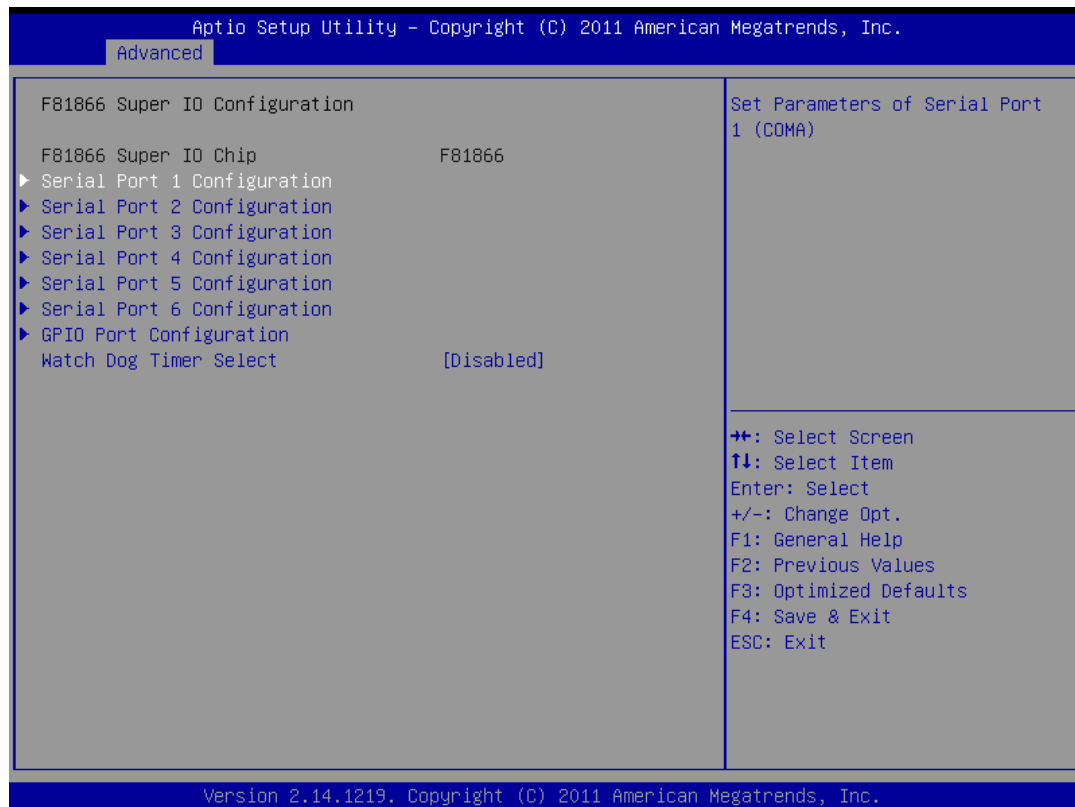 Aptio Setup Utility – Copyright (C) 2011 American Megatrends, Inc.
Advanced
F81866 Super IO Configuration
F81866 Super IO Chip F81866
► Serial Port 1 Configuration
► Serial Port 2 Configuration
► Serial Port 3 Configuration
► Serial Port 4 Configuration
► Serial Port 5 Configuration
► Serial Port 6 Configuration
► GPIO Port Configuration
Watch Dog Timer Select [Disabled]
Set Parameters of Serial Port
1 (COMA)
→←: Select Screen
↑↓: Select Item
Enter: Select
+/-: Change Opt.
F1: General Help
F2: Previous Values
F3: Optimized Defaults
F4: Save & Exit
ESC: Exit
Version 2.14.1219. Copyright (C) 2011 American Megatrends, Inc.